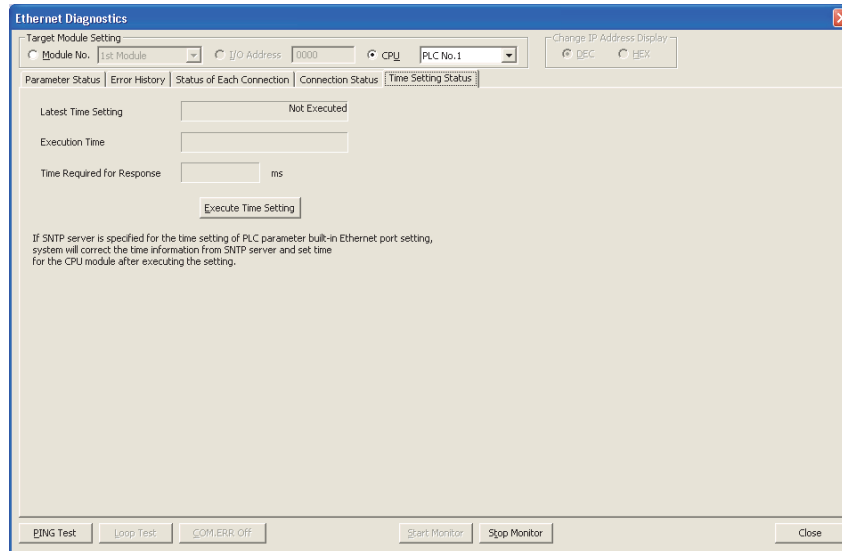 Ethernet Diagnostics
Target Module Setting
Module No. 1st Module I/O Address 0000 CPU PLC No.1
Change IP Address Display
DEC HEX
Parameter Status Error History Status of Each Connection Connection Status Time Setting Status
Latest Time Setting Not Executed
Execution Time
Time Required for Response ms
Execute Time Setting
If SNTP server is specified for the time setting of PLC parameter built-in Ethernet port setting,
system will correct the time information from SNTP server and set time
for the CPU module after executing the setting.
PING Test Loop Test COM.ERR.Off Start Monitor Stop Monitor Close